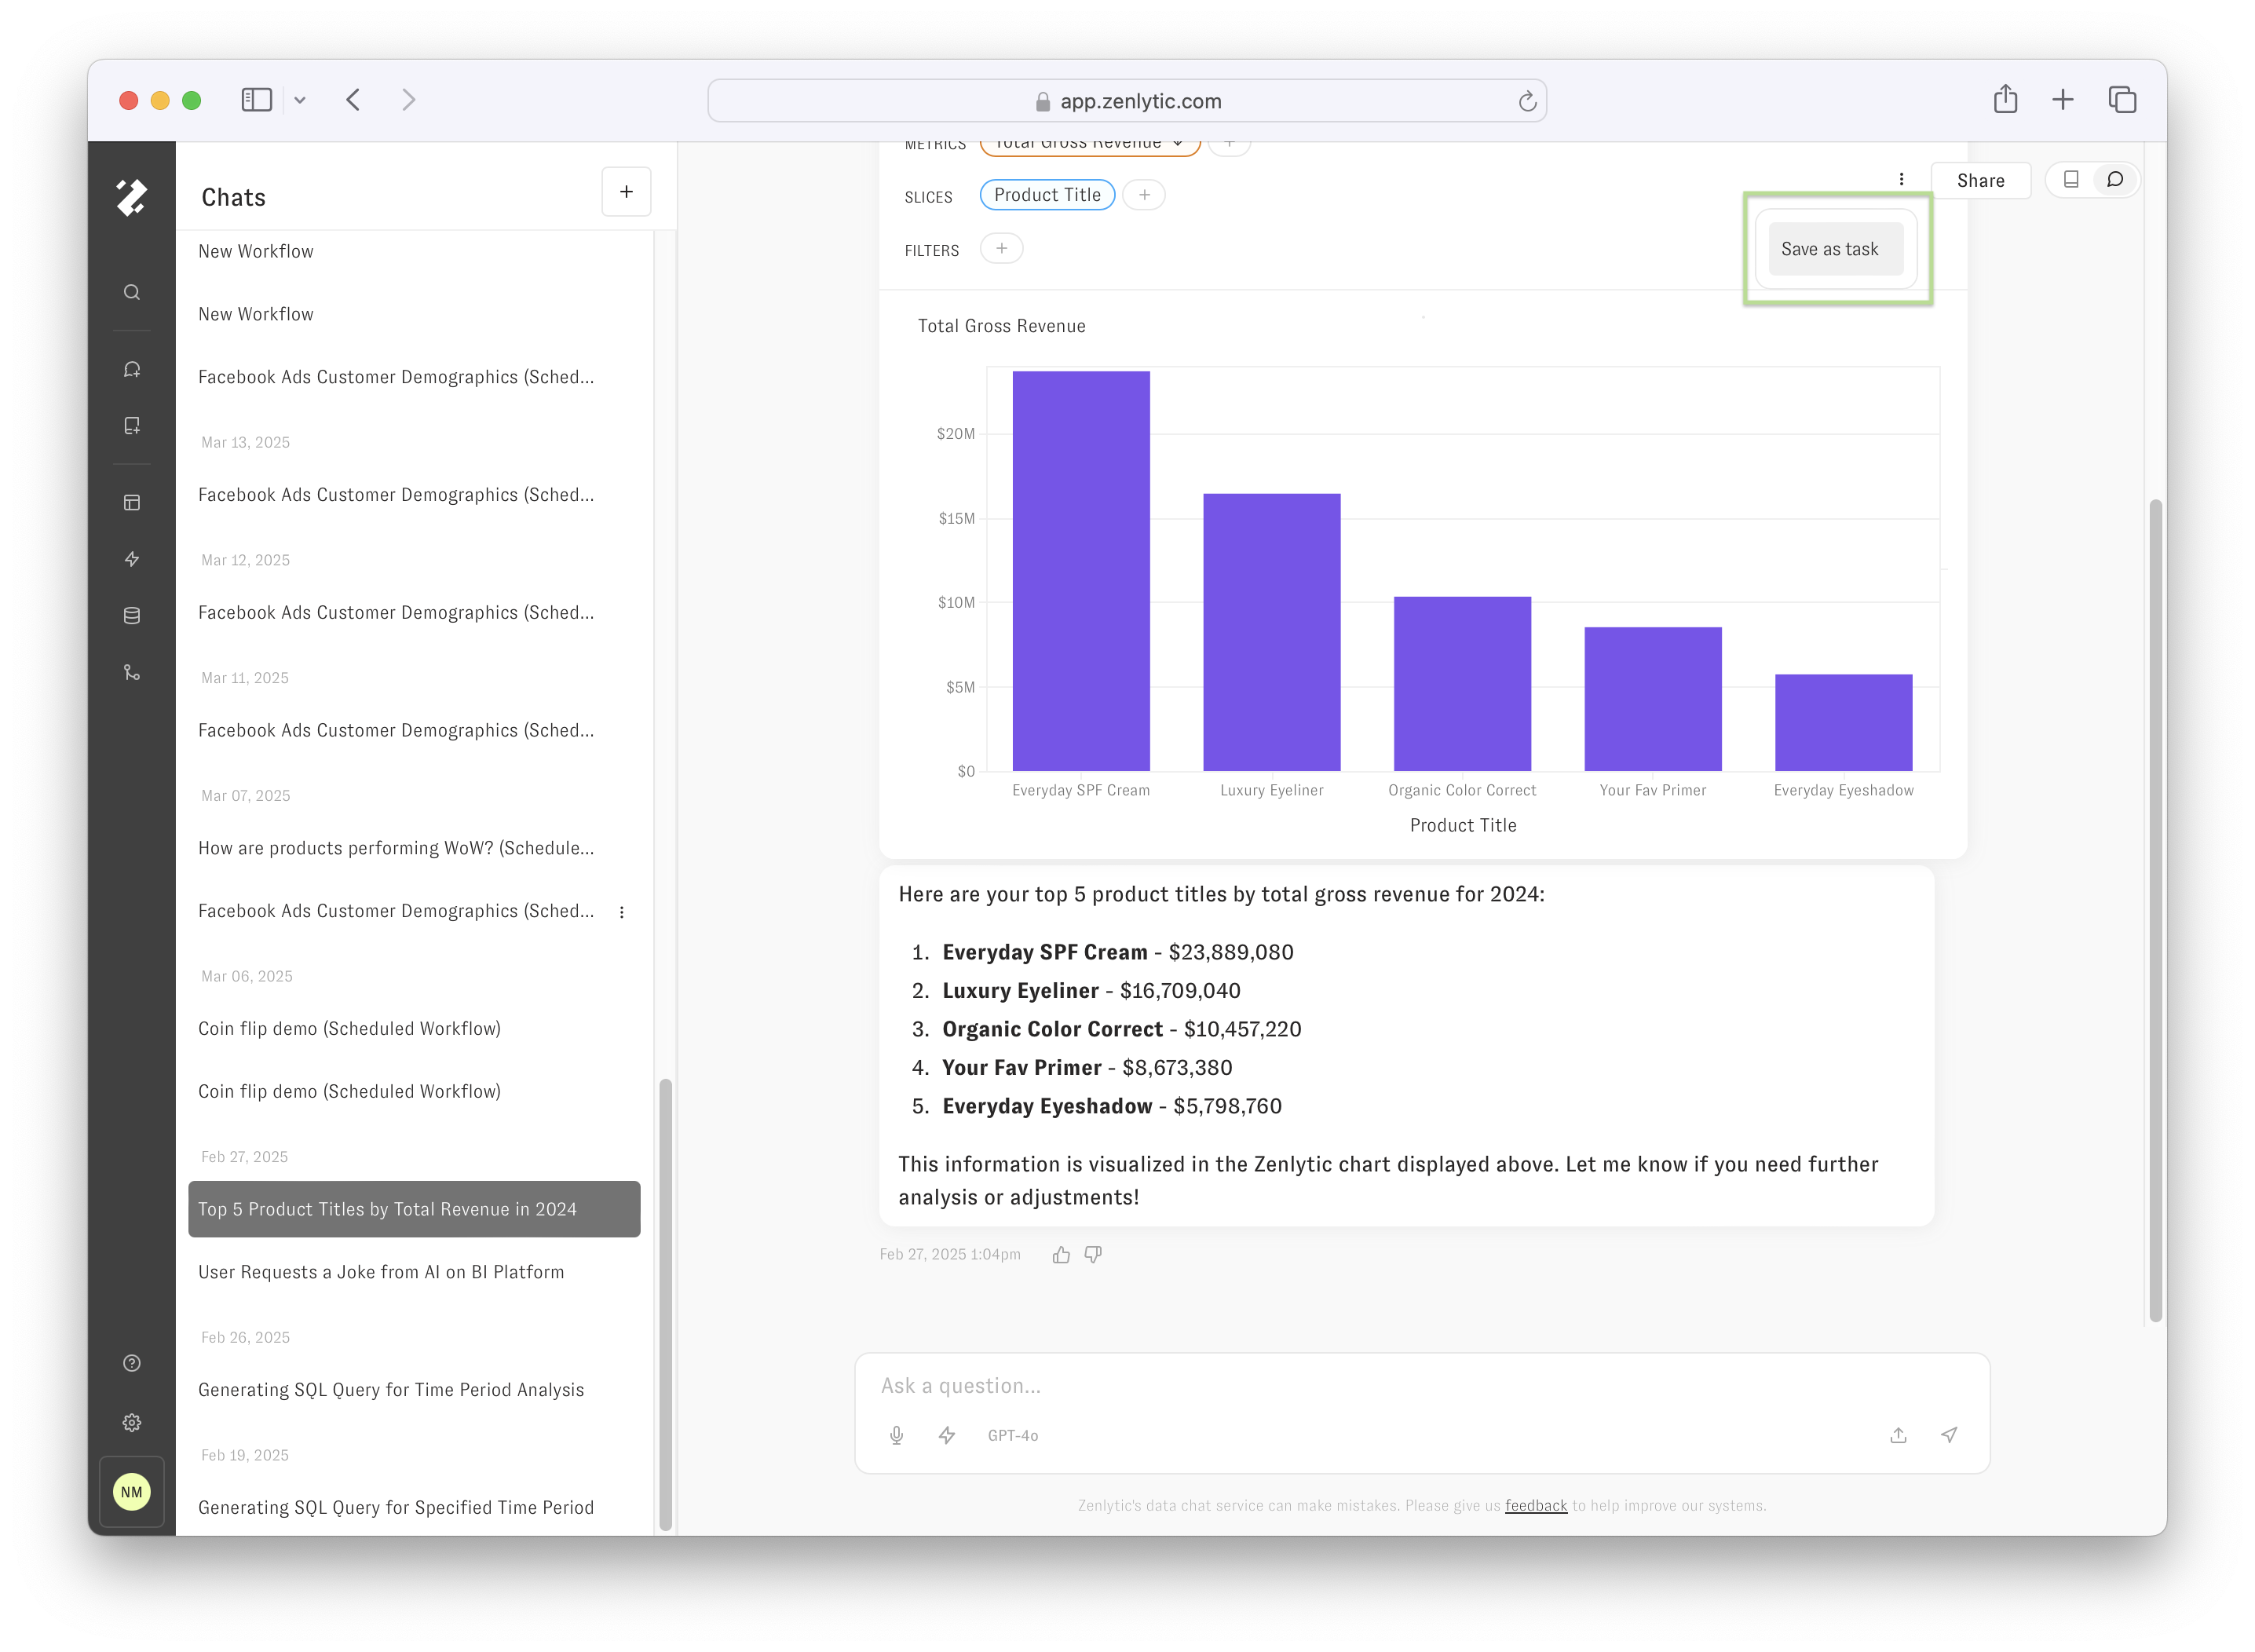 app.zenlytic.com
Chats
+
New Workflow
New Workflow
Facebook Ads Customer Demographics (Sched...
Mar 13, 2025
Facebook Ads Customer Demographics (Sched...
Mar 12, 2025
Facebook Ads Customer Demographics (Sched...
Mar 11, 2025
Facebook Ads Customer Demographics (Sched...
Mar 07, 2025
How are products performing WoW? (Schedule...
Facebook Ads Customer Demographics (Sched...
Mar 06, 2025
Coin flip demo (Scheduled Workflow)
Coin flip demo (Scheduled Workflow)
Feb 27, 2025
Top 5 Product Titles by Total Revenue in 2024
User Requests a Joke from AI on BI Platform
Feb 26, 2025
Generating SQL Query for Time Period Analysis
Feb 19, 2025
Generating SQL Query for Specified Time Period
NM
METRICS Total Gross Revenue +
SLICES Product Title +
FILTERS +
Share
Save as task
Total Gross Revenue
$20M
$15M
$10M
$5M
$0
Everyday SPF Cream Luxury Eyeliner Organic Color Correct Your Fav Primer Everyday Eyeshadow
Product Title
Here are your top 5 product titles by total gross revenue for 2024:
1. Everyday SPF Cream - $23,889,080
2. Luxury Eyeliner - $16,709,040
3. Organic Color Correct - $10,457,220
4. Your Fav Primer - $8,673,380
5. Everyday Eyeshadow - $5,798,760
This information is visualized in the Zenlytic chart displayed above. Let me know if you need further
analysis or adjustments!
Feb 27, 2025 1:04pm
Ask a question...
GPT-4o
Zenlytic's data chat service can make mistakes. Please give us feedback to help improve our systems.